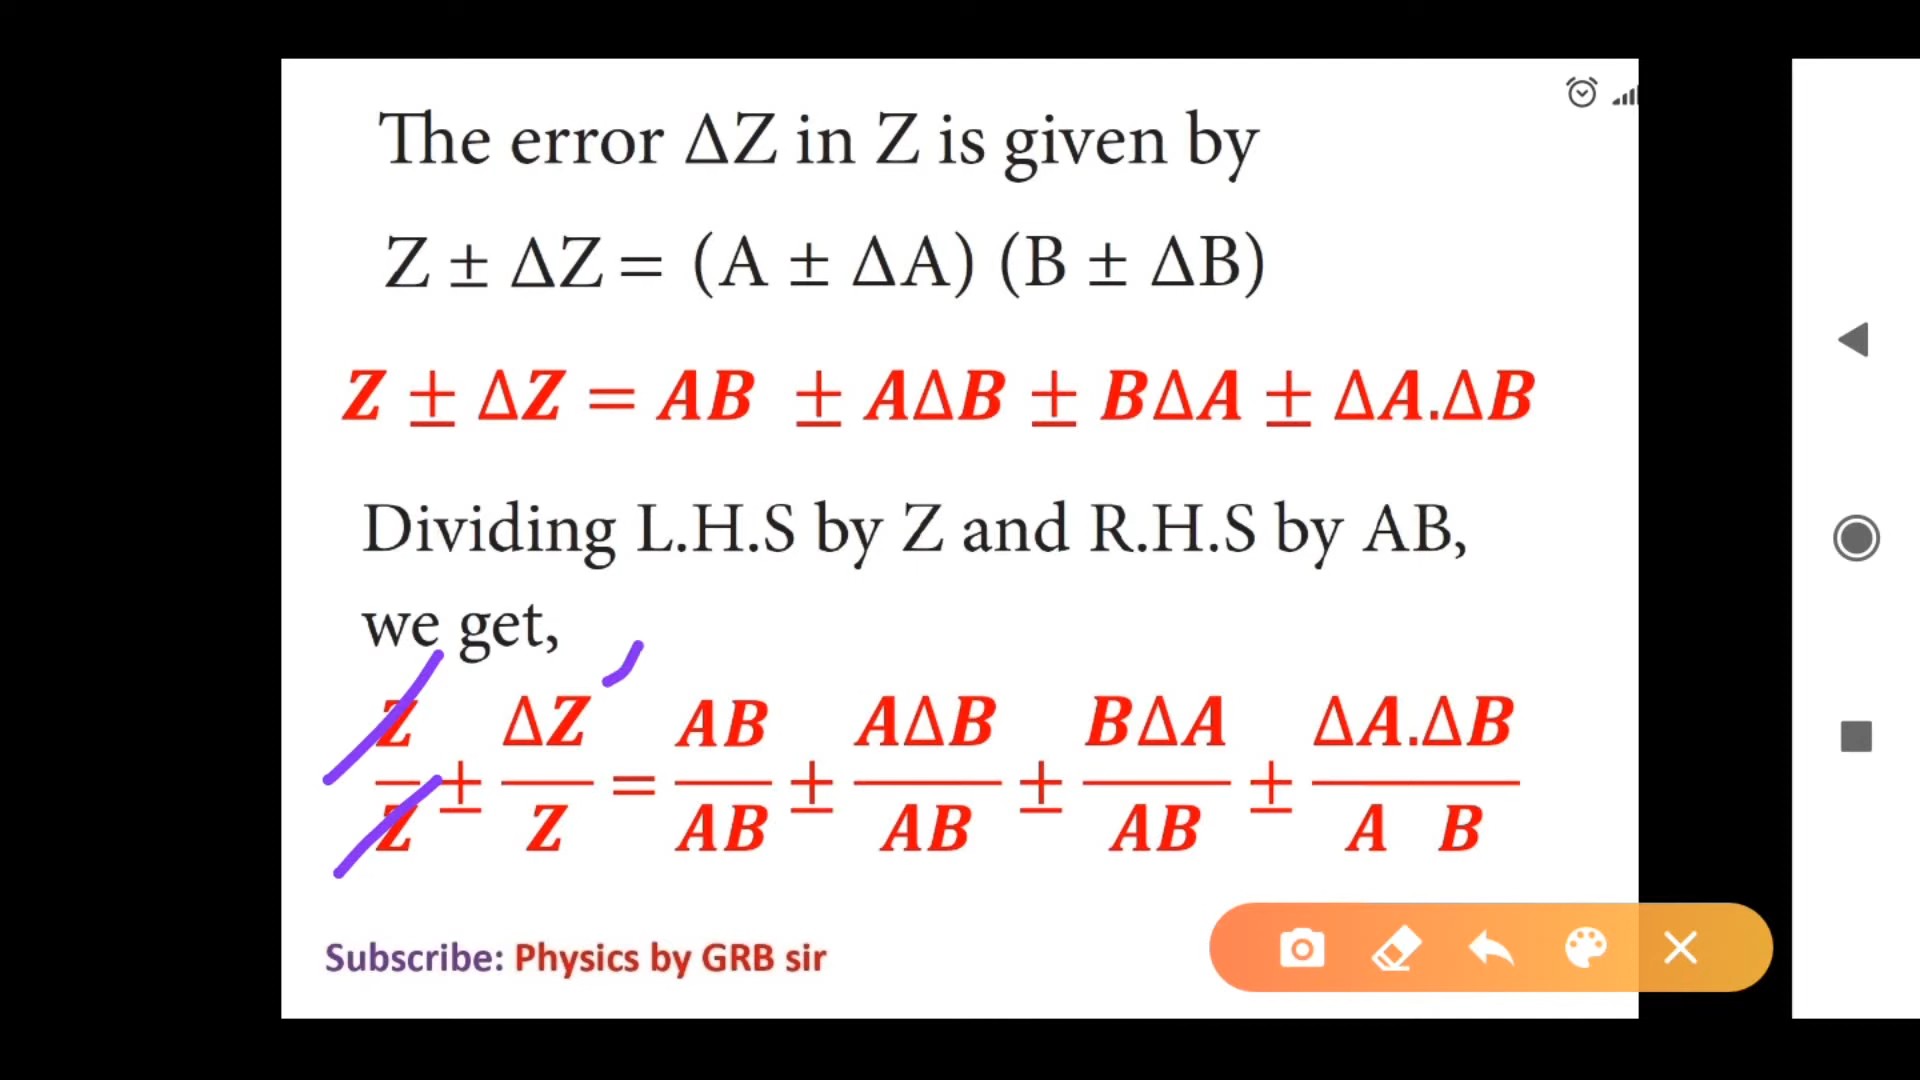 The error ΔZ in Z is given by
Z ± ΔZ = (A ± ΔA) (B ± ΔB)
Z ± ΔZ = AB ± AΔB ± BΔA ± ΔA.ΔB
Dividing L.H.S by Z and R.H.S by AB,
we get,
Z/Z ± ΔZ/Z = AB/AB ± AΔB/AB ± BΔA/AB ± ΔA.ΔB/A B
Subscribe: Physics by GRB sir